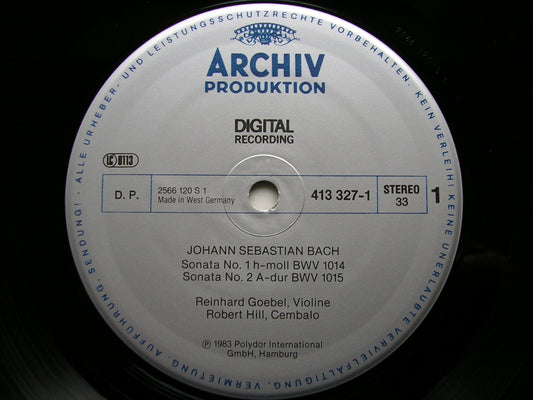 ALLE URHEBER- UND LEISTUNGSSCHUTZRECHTE VORBEHALTEN · KEIN VERLEIH! KEINE UNERLAUBTE VERVIELFÄLTIGUNG, VERMIETUNG, AUFFÜHRUNG, SENDUNG! ·
ARCHIV
PRODUKTION
DIGITAL
RECORDING
LC 0113
D. P.
2566 120 S 1
Made in West Germany
413 327-1
STEREO
33
1
JOHANN SEBASTIAN BACH
Sonata No. 1 h-moll BWV 1014
Sonata No. 2 A-dur BWV 1015
Reinhard Goebel, Violine
Robert Hill, Cembalo
Ⓟ 1983 Polydor International
GmbH, Hamburg